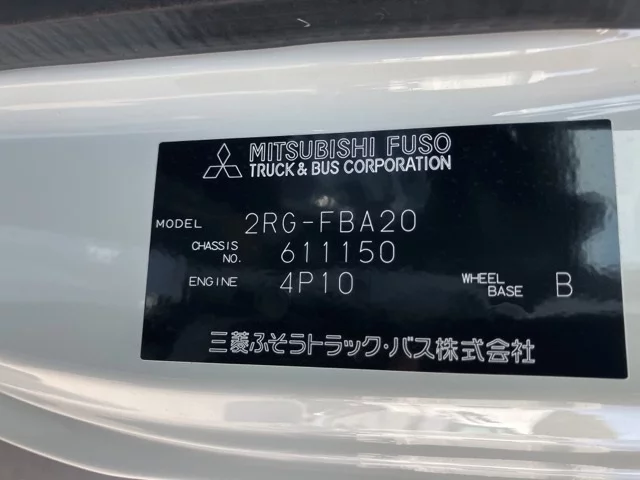 MITSUBISHI FUSO
TRUCK & BUS CORPORATION
MODEL 2RG-FBA20
CHASSIS NO. 611150
ENGINE 4P10 WHEEL BASE B
三菱ふそうトラック・バス株式会社